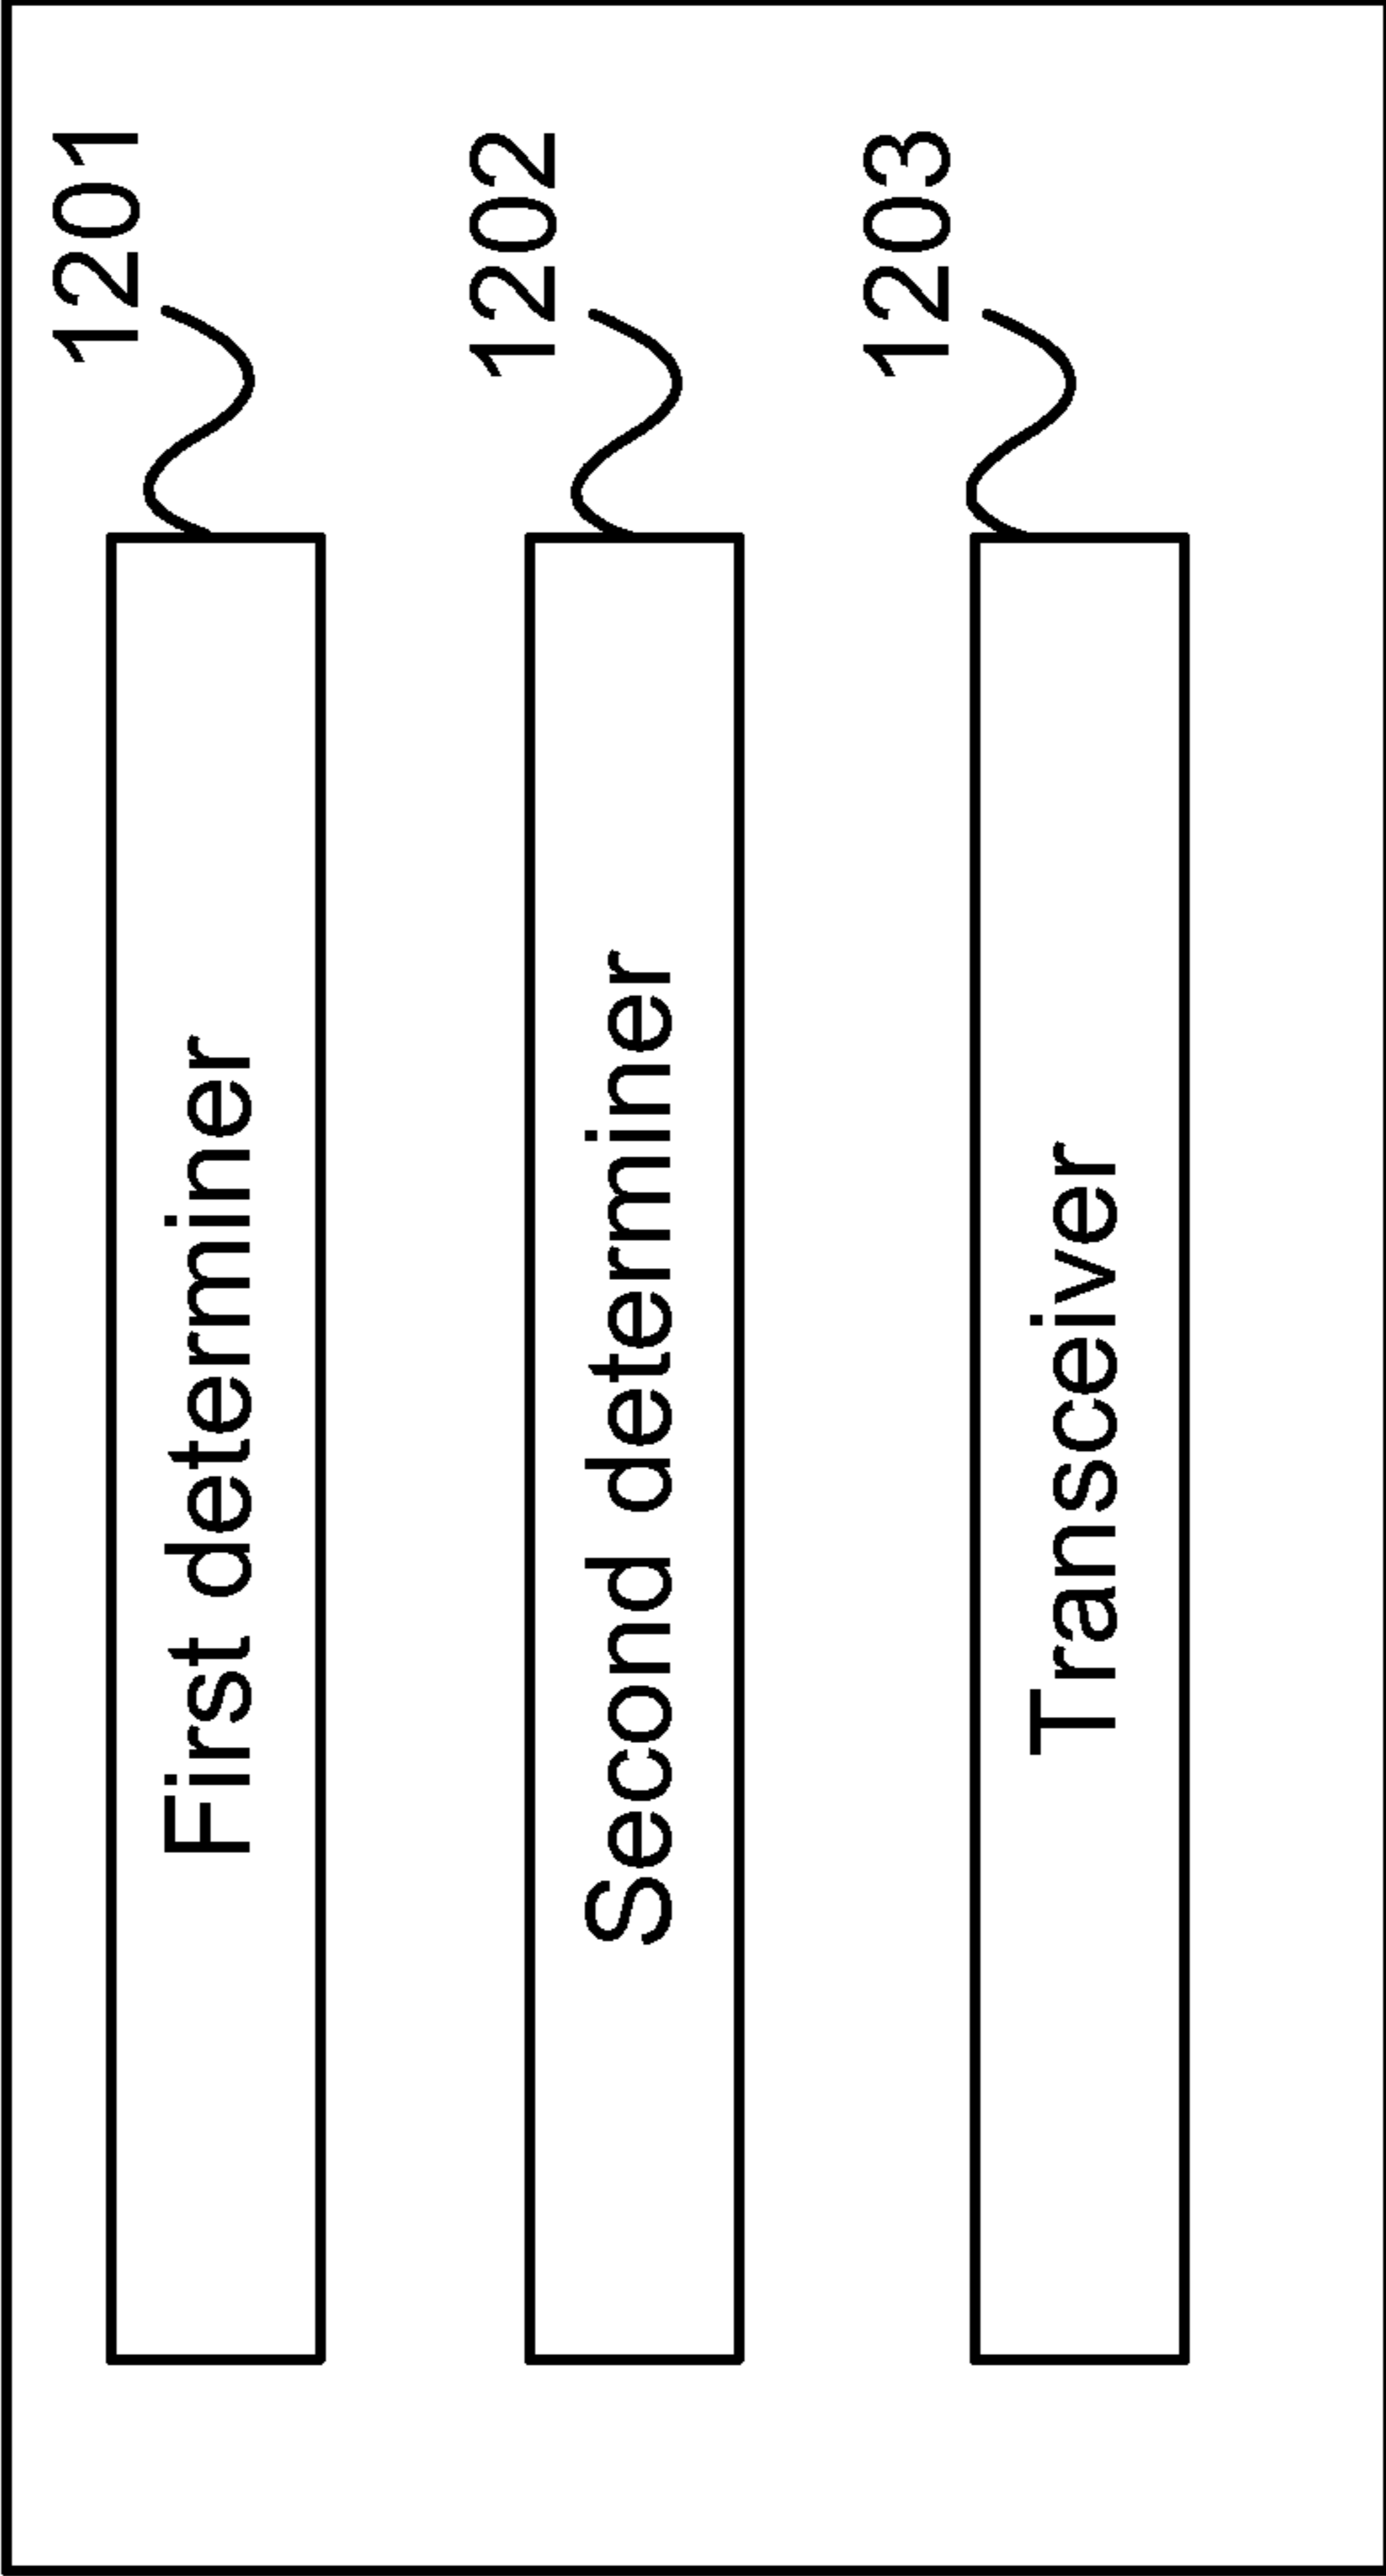 1201
First determiner
1202
Second determiner
1203
Transceiver